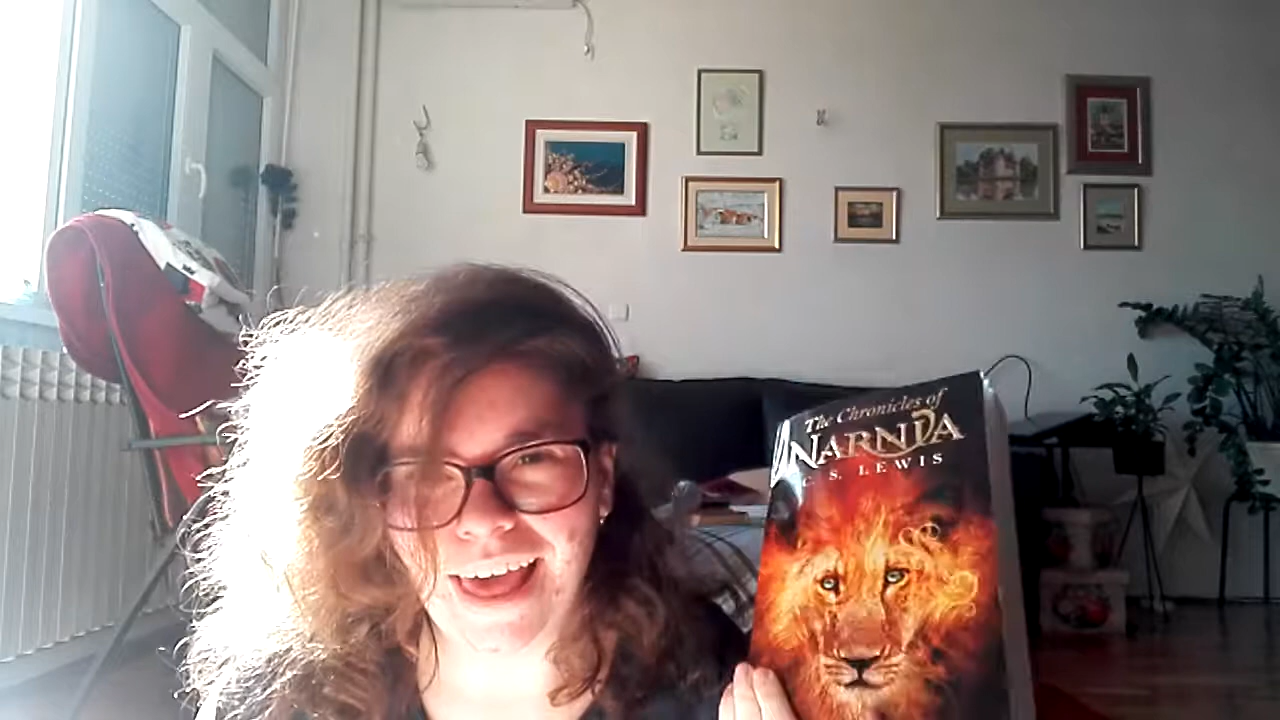 The Chronicles of
NARNIA
C. S. LEWIS